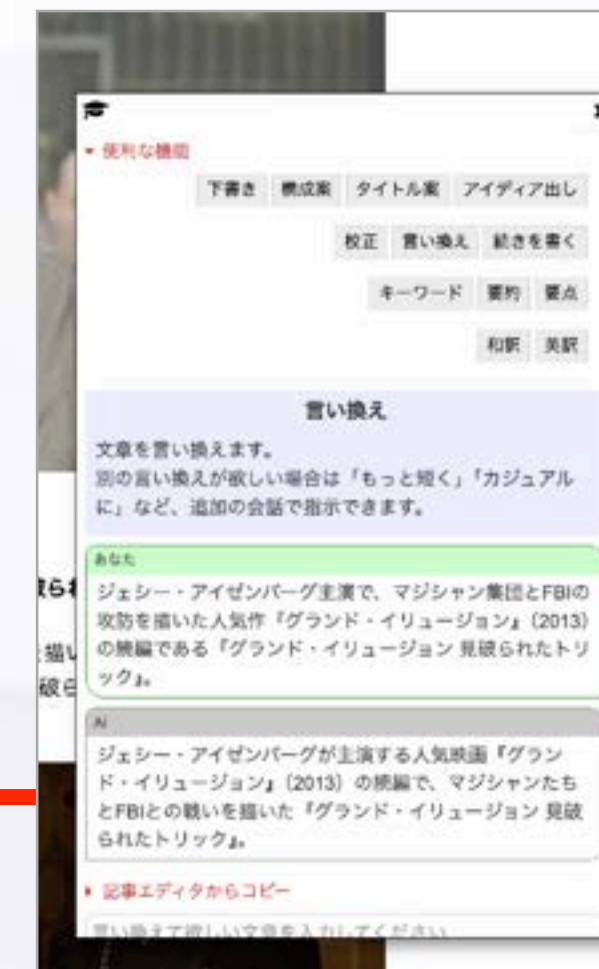 便利な機能
下書き 構成案 タイトル案 アイディア出し
校正 言い換え 続きを書く
キーワード 要約 要点
和訳 英訳
言い換え
文章を言い換えます。
別の言い換えが欲しい場合は「もっと短く」「カジュアル
に」など、追加の会話で指示できます。
あなた
ジェシー・アイゼンバーグ主演で、マジシャン集団とFBIの
攻防を描いた人気作『グランド・イリュージョン』(2013)
の続編である『グランド・イリュージョン 見破られたトリ
ック』。
AI
ジェシー・アイゼンバーグが主演する人気映画『グラン
ド・イリュージョン』(2013)の続編で、マジシャンたち
とFBIとの戦いを描いた『グランド・イリュージョン 見破
られたトリック』。
記事エディタからコピー
言い換えて欲しい文章を入力してください